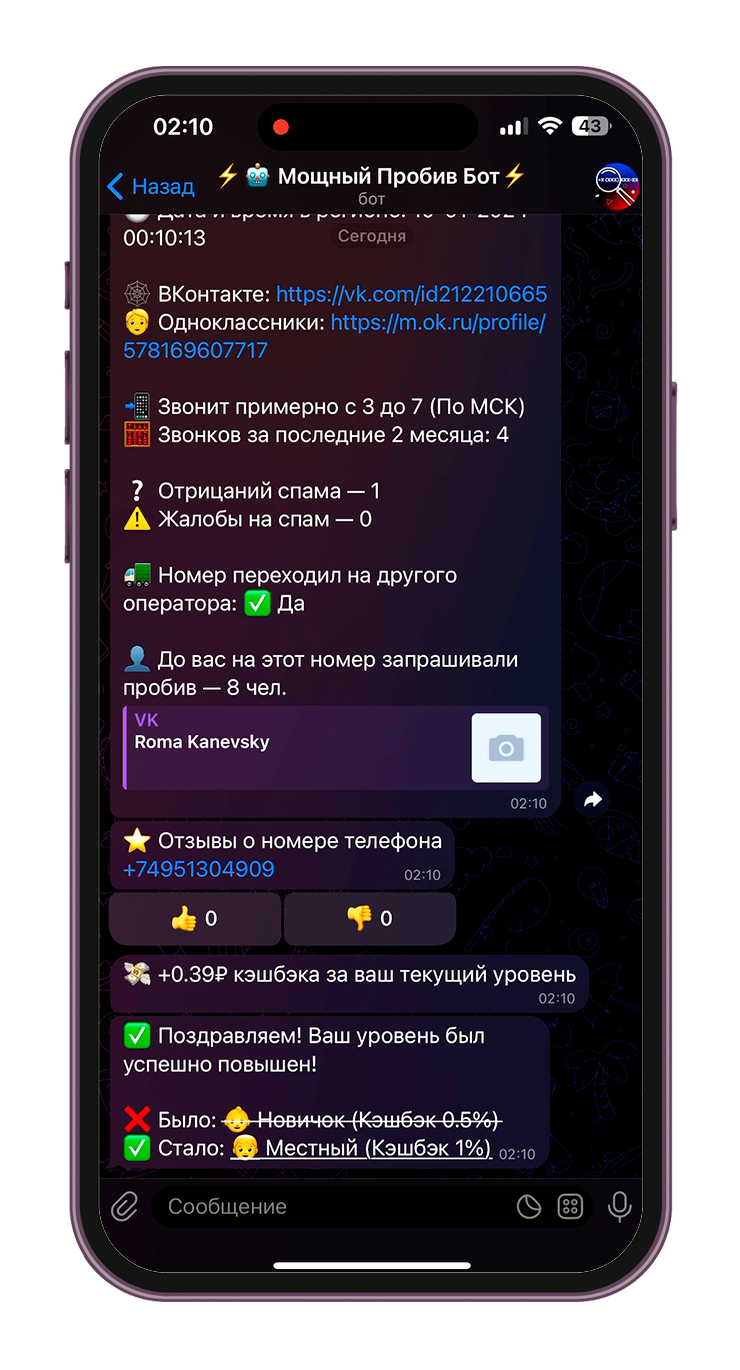 02:10
43
Назад
⚡🤖 Мощный Пробив Бот⚡
бот
Дата и время в регионе:
00:10:13
Сегодня
🕸 ВКонтакте: https://vk.com/id212210665
👦 Одноклассники: https://m.ok.ru/profile/
578169607717
📲 Звонит примерно с 3 до 7 (По МСК)
🧮 Звонков за последние 2 месяца: 4
❔ Отрицаний спама — 1
⚠️ Жалобы на спам — 0
🚛 Номер переходил на другого
оператора: ✅ Да
👤 До вас на этот номер запрашивали
пробив — 8 чел.
VK
Roma Kanevsky
02:10
⭐ Отзывы о номере телефона
+74951304909
02:10
👍 0
👎 0
💸 +0.39₽ кэшбэка за ваш текущий уровень
02:10
✅ Поздравляем! Ваш уровень был
успешно повышен!
❌ Было: 👶 Новичок (Кэшбэк 0.5%)
✅ Стало: 👦 Местный (Кэшбэк 1%)
02:10
Сообщение